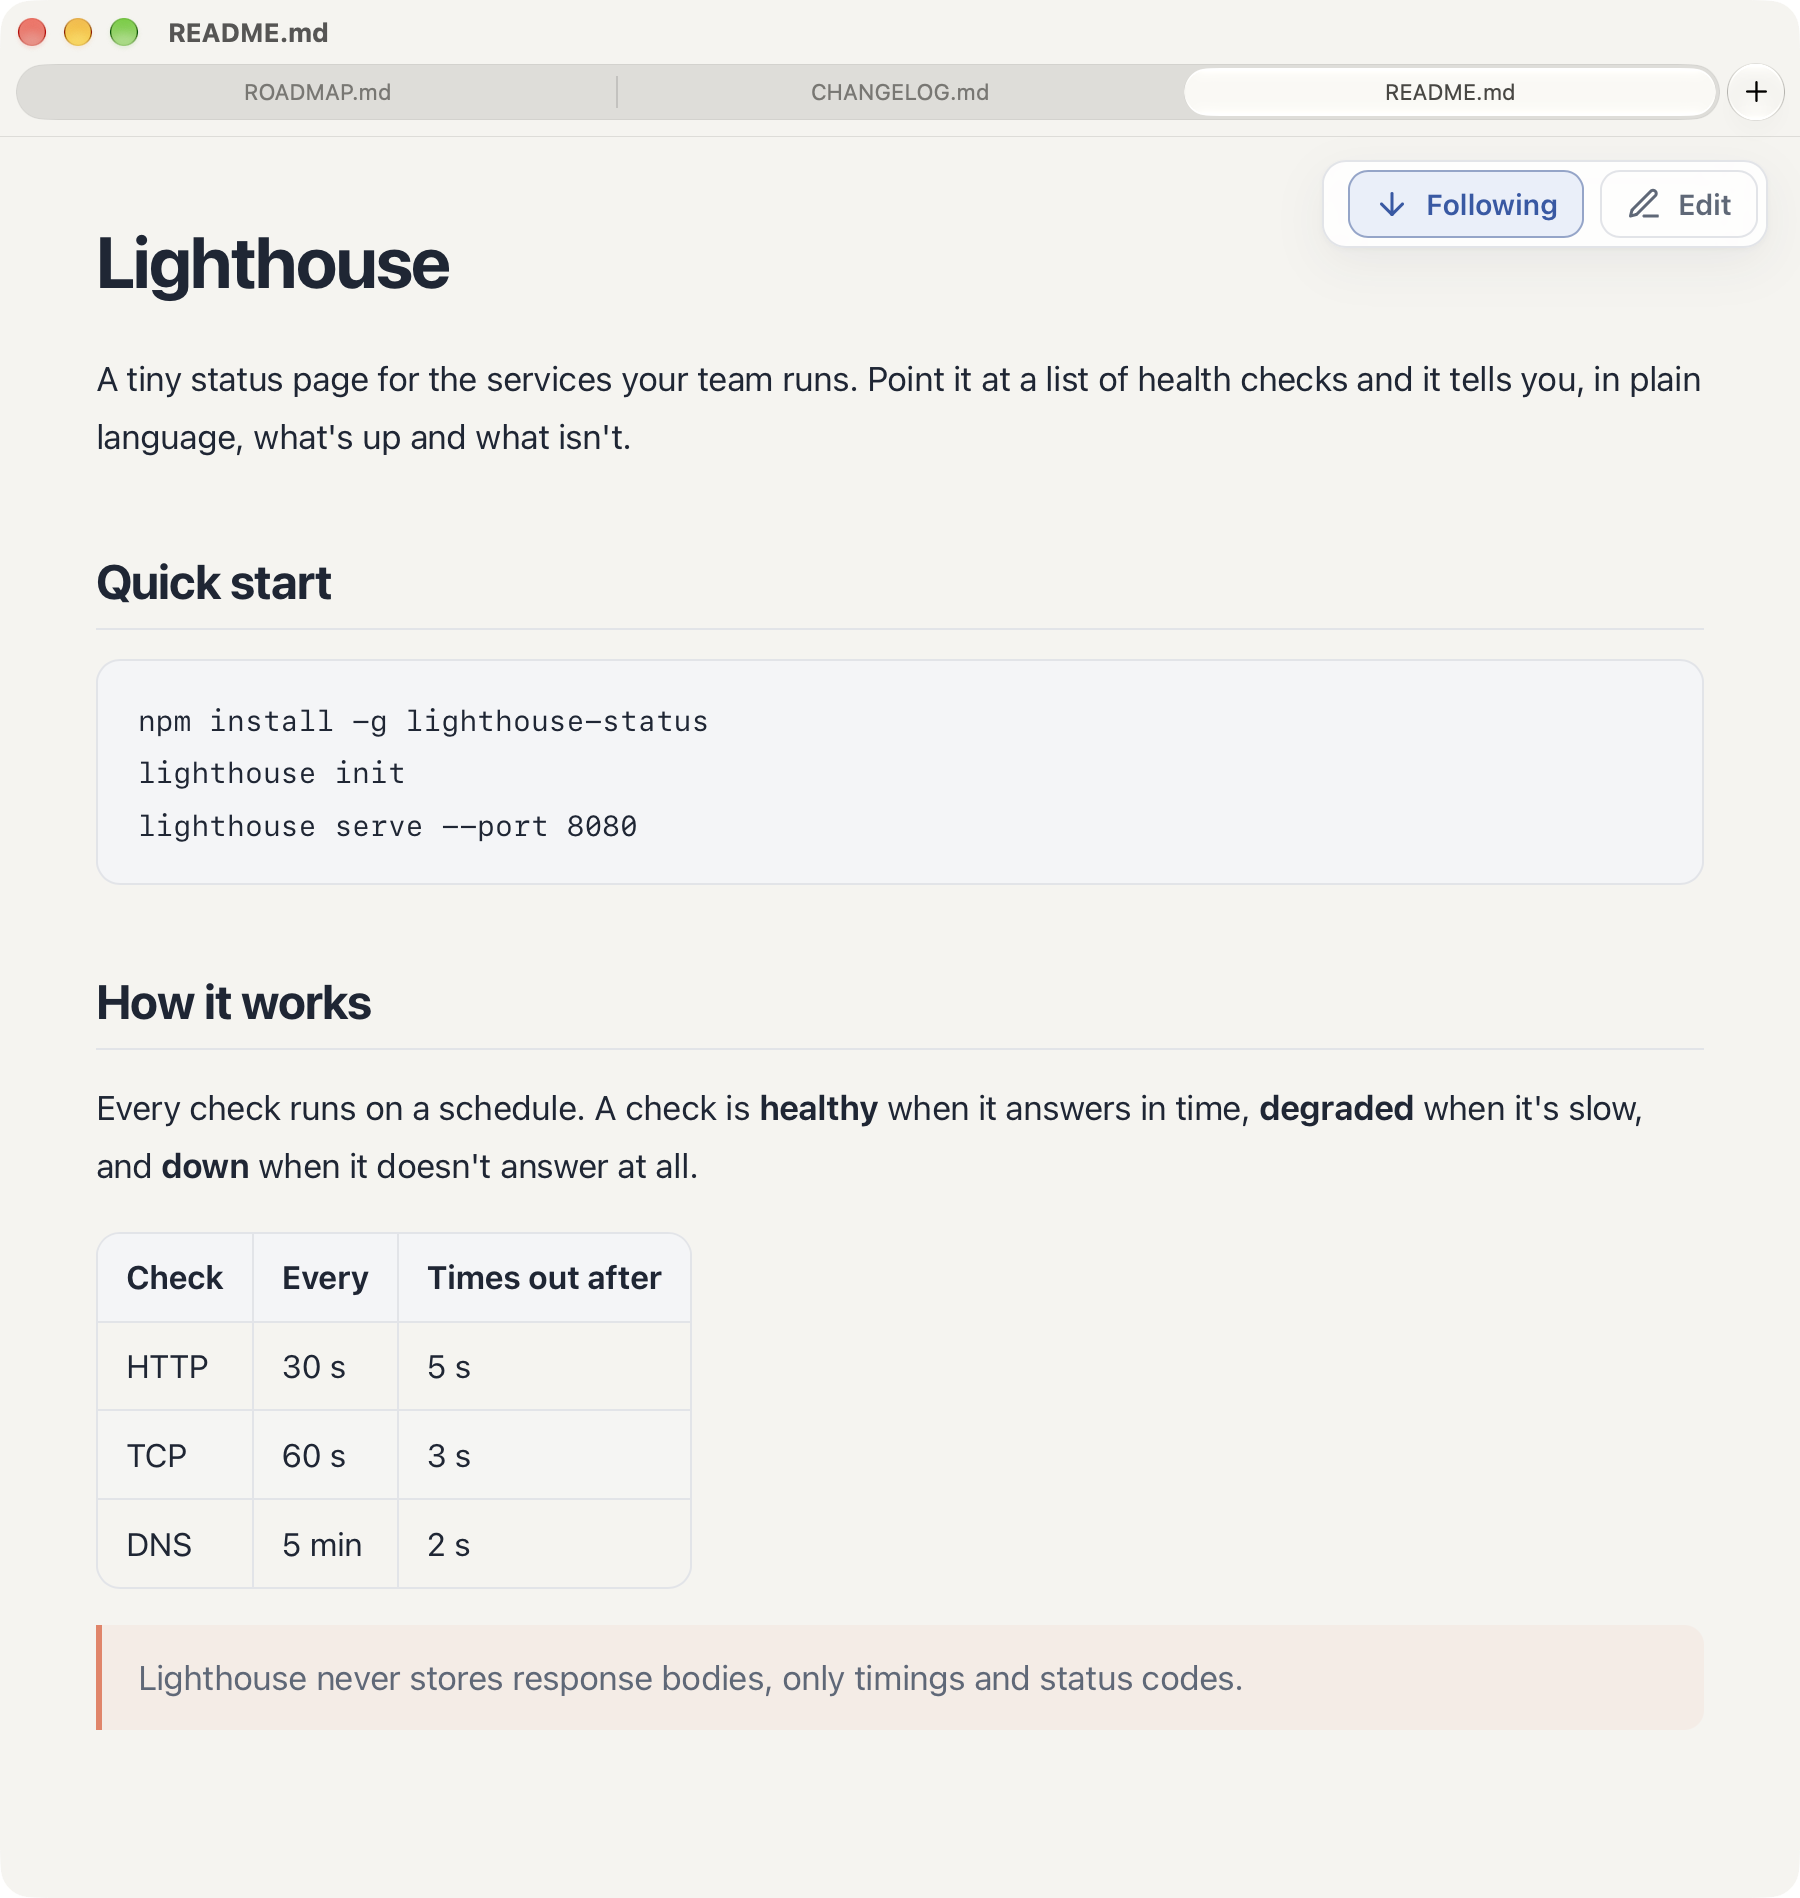 README.md
ROADMAP.md
CHANGELOG.md
README.md
+
Following
Edit
Lighthouse
A tiny status page for the services your team runs. Point it at a list of health checks and it tells you, in plain
language, what's up and what isn't.
Quick start
npm install -g lighthouse-status
lighthouse init
lighthouse serve --port 8080
How it works
Every check runs on a schedule. A check is healthy when it answers in time, degraded when it's slow,
and down when it doesn't answer at all.
Check Every Times out after
HTTP 30 s 5 s
TCP 60 s 3 s
DNS 5 min 2 s
Lighthouse never stores response bodies, only timings and status codes.